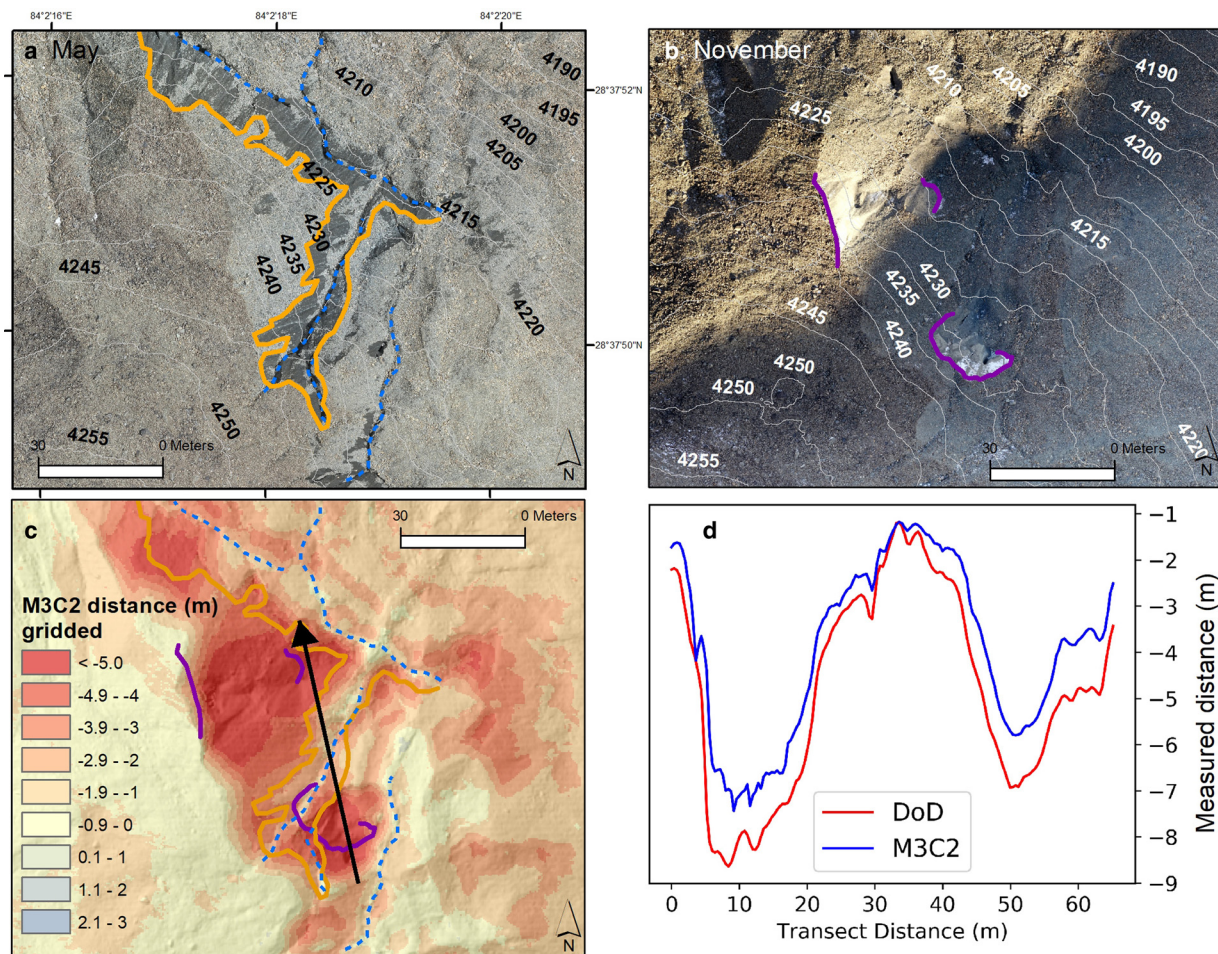 84°2'16"E
84°2'18"E
84°2'20"E
a May
4190
4195
4200
4205
4210
4225
4215
4230
4235
4240
4245
4220
4250
4255
30 0 Meters
N
28°37'52"N
28°37'50"N
b November
4190
4195
4200
4205
4210
4225
4215
4230
4235
4245
4240
4250
4250
4255
4220
30 0 Meters
N
c
30 0 Meters
M3C2 distance (m)
gridded
< -5.0
-4.9 - -4
-3.9 - -3
-2.9 - -2
-1.9 - -1
-0.9 - 0
0.1 - 1
1.1 - 2
2.1 - 3
N
d
−1
−2
−3
−4
−5
−6
−7
−8
−9
Measured distance (m)
DoD
M3C2
0 10 20 30 40 50 60
Transect Distance (m)